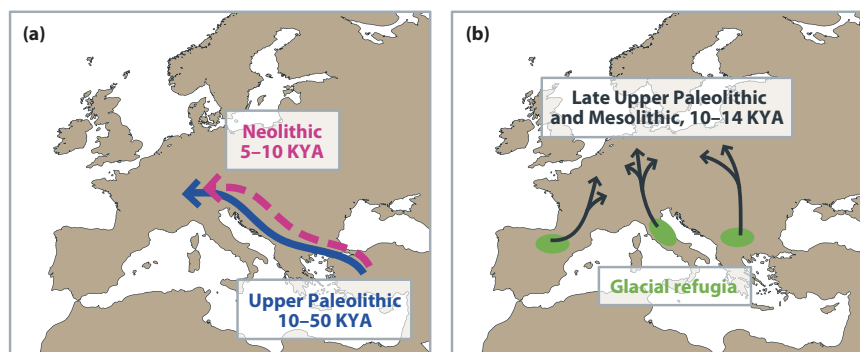 (a)
Neolithic
5–10 KYA
Upper Paleolithic
10–50 KYA
(b)
Late Upper Paleolithic
and Mesolithic, 10–14 KYA
Glacial refugia